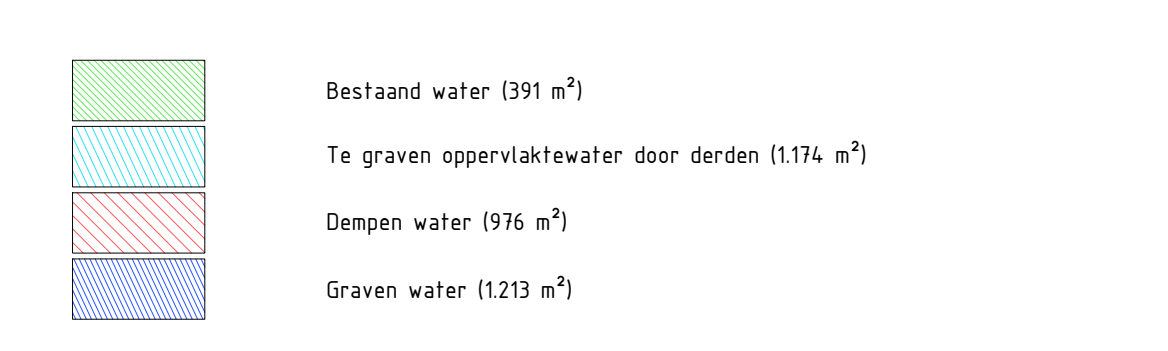 Bestaand water (391 m²)
Te graven oppervlaktewater door derden (1.174 m²)
Dempen water (976 m²)
Graven water (1.213 m²)